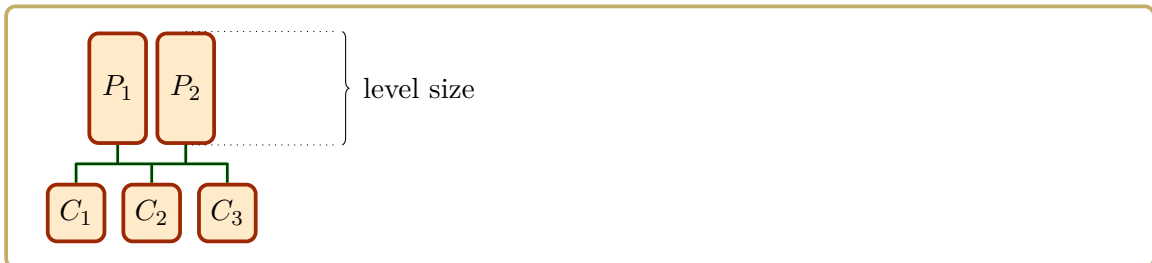 P₁ P₂ level size
C₁ C₂ C₃